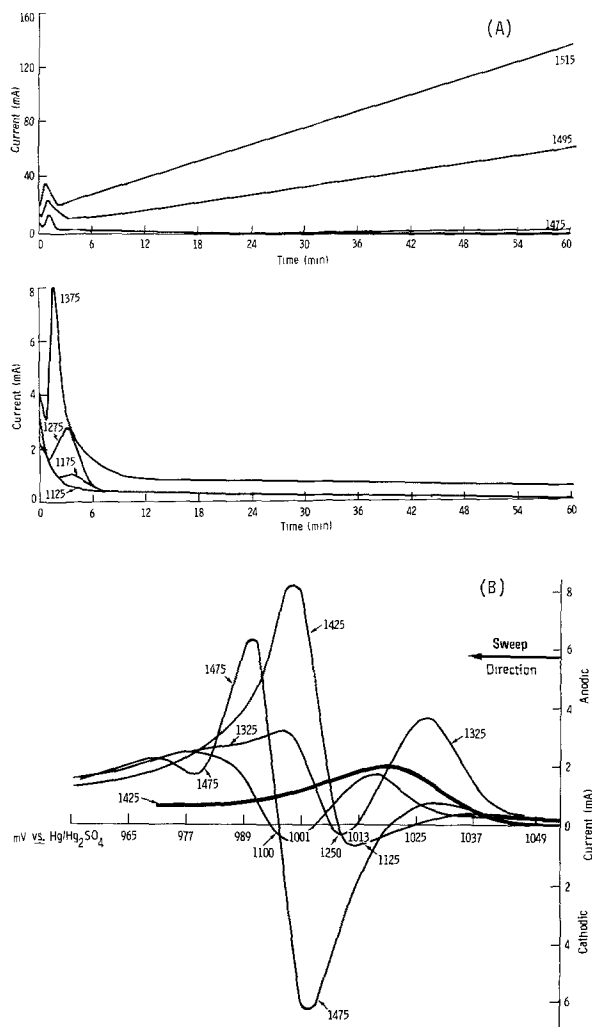 (A)
160
120
80
40
0
Current (mA)
1515
1495
1475
0 6 12 18 24 30 36 42 48 54 60
Time (min)
8
6
4
2
0
Current (mA)
1375
1275
1175
1125
0 6 12 18 24 30 36 42 48 54 60
Time (min)
(B)
8
6
4
2
0
2
4
6
Anodic
Current (mA)
Cathodic
Sweep
Direction
1425
1475
1325
1325
1475
1425
mV vs. Hg/Hg2SO4
965 977 989 1001 1013 1025 1037 1049
1100
1250
1125
1475